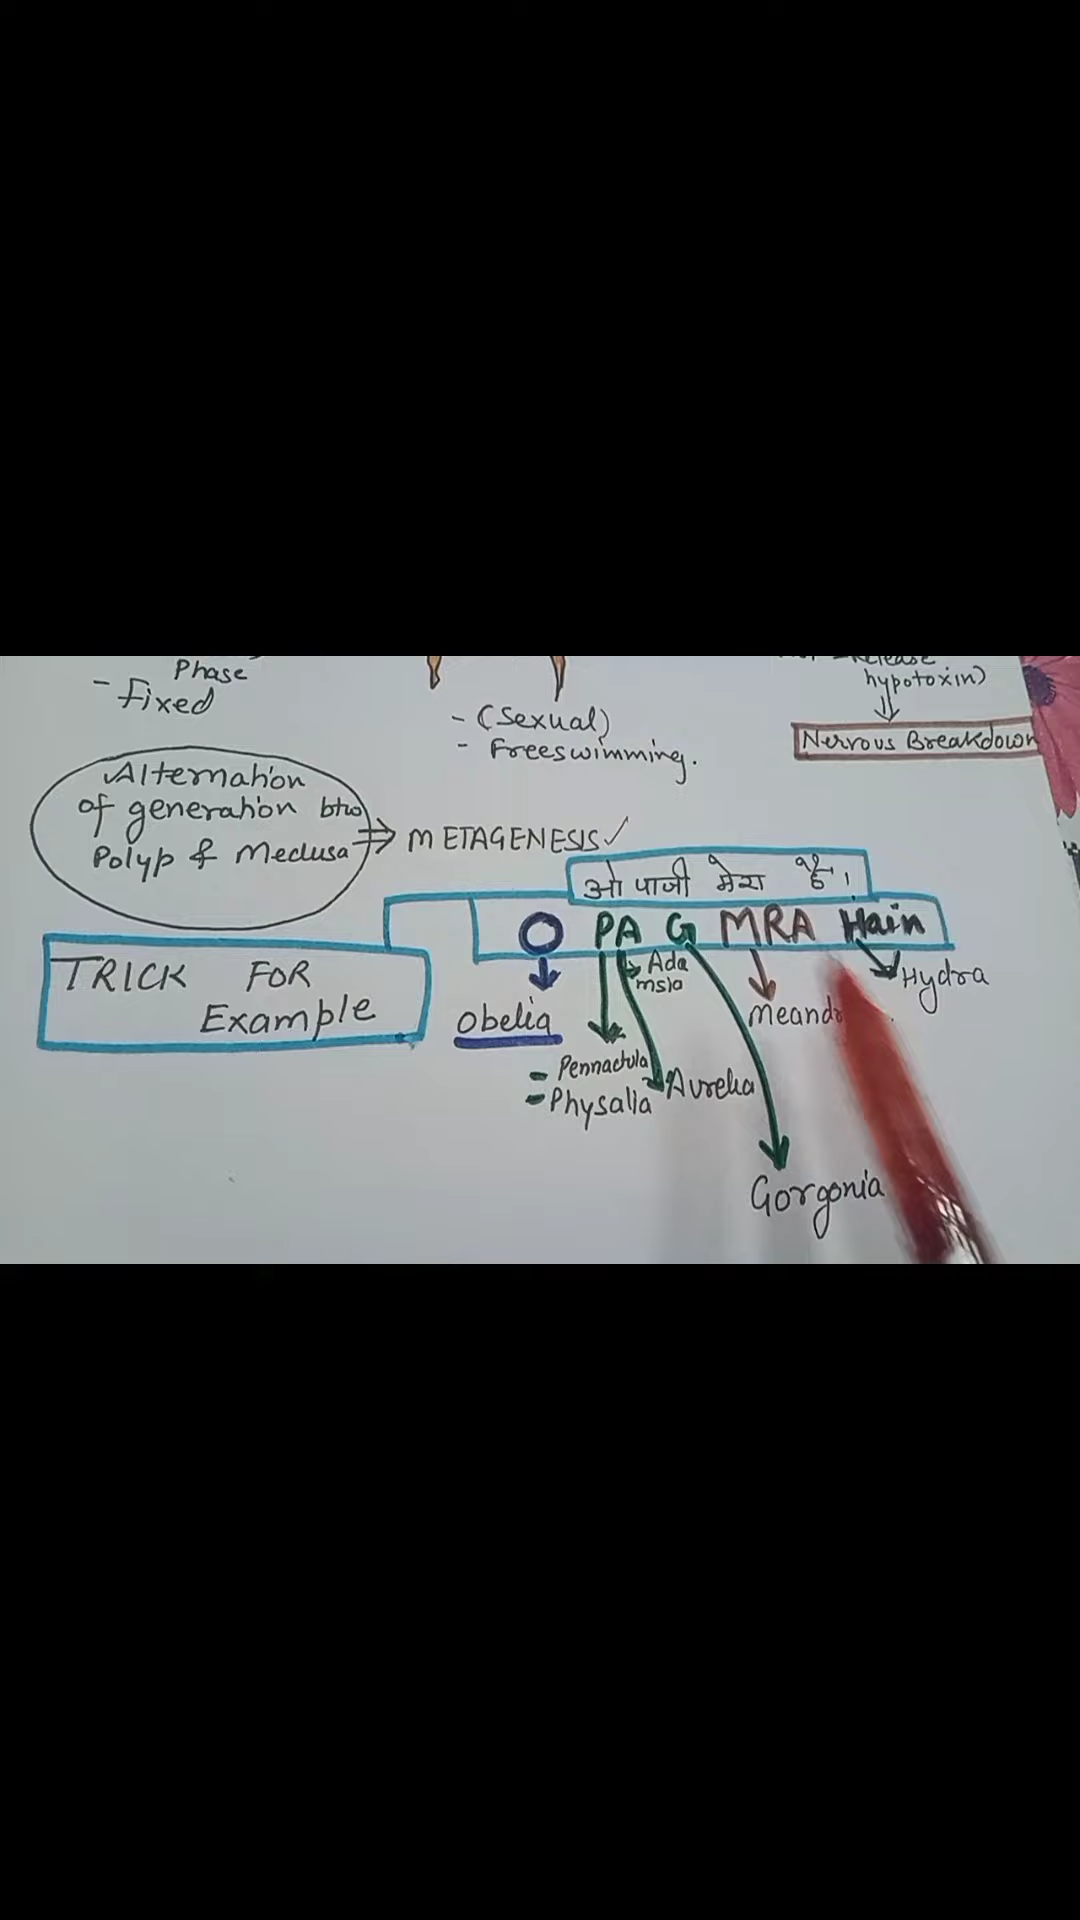 Phase
- Fixed
- (Sexual)
- Freeswimming.
hypotoxin)
Nervous Breakdown
Alternation
of generation btw
Polyp & Medusa
⇒ METAGENESIS ✓
ओ पाजी मेरा है।
O PA G MRA Hain
TRICK FOR
Example
Obelia
Ada
msia
Hydra
Meand
- Pennactula
- Physalia
Aurelia
Gorgonia